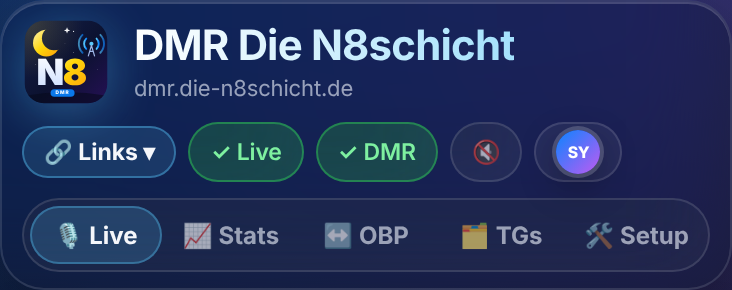 N8
DMR
DMR Die N8schicht
dmr.die-n8schicht.de
🔗 Links ▾
✓ Live
✓ DMR
SY
🎙️ Live
📈 Stats
↔️ OBP
🗂️ TGs
🛠️ Setup